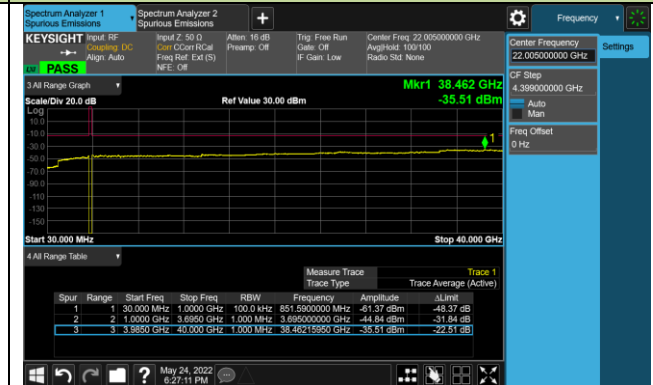 Spectrum Analyzer 1
Spurious Emissions
Spectrum Analyzer 2
Spurious Emissions
+
Frequency
KEYSIGHT
Input: RF
Coupling: DC
Align: Auto
Input Z: 50 Ω
Corr CCorr RCal
Freq Ref: Ext (S)
NFE: Off
Atten: 16 dB
Preamp: Off
Trig: Free Run
Gate: Off
IF Gain: Low
Center Freq: 22.005000000 GHz
Avg|Hold: 100/100
Radio Std: None
PASS
Center Frequency
22.005000000 GHz
Settings
CF Step
4.399000000 GHz
Auto
Man
Freq Offset
0 Hz
3 All Range Graph
Mkr1 38.462 GHz
Scale/Div 20.0 dB
Ref Value 30.00 dBm
-35.51 dBm
Log
10.0
-10.0
-30.0
-50.0
-70.0
-90.0
-110
-130
-150
1
Start 30.000 MHz
Stop 40.000 GHz
4 All Range Table
Measure Trace Trace 1
Trace Type Trace Average (Active)
Spur Range Start Freq Stop Freq RBW Frequency Amplitude ΔLimit
1 1 30.000 MHz 1.0000 GHz 100.0 kHz 851.5900000 MHz -61.37 dBm -48.37 dB
2 2 1.0000 GHz 3.6950 GHz 1.000 MHz 3.695000000 GHz -44.84 dBm -31.84 dB
3 3 3.9850 GHz 40.000 GHz 1.000 MHz 38.46215950 GHz -35.51 dBm -22.51 dB
?
May 24, 2022
6:27:11 PM